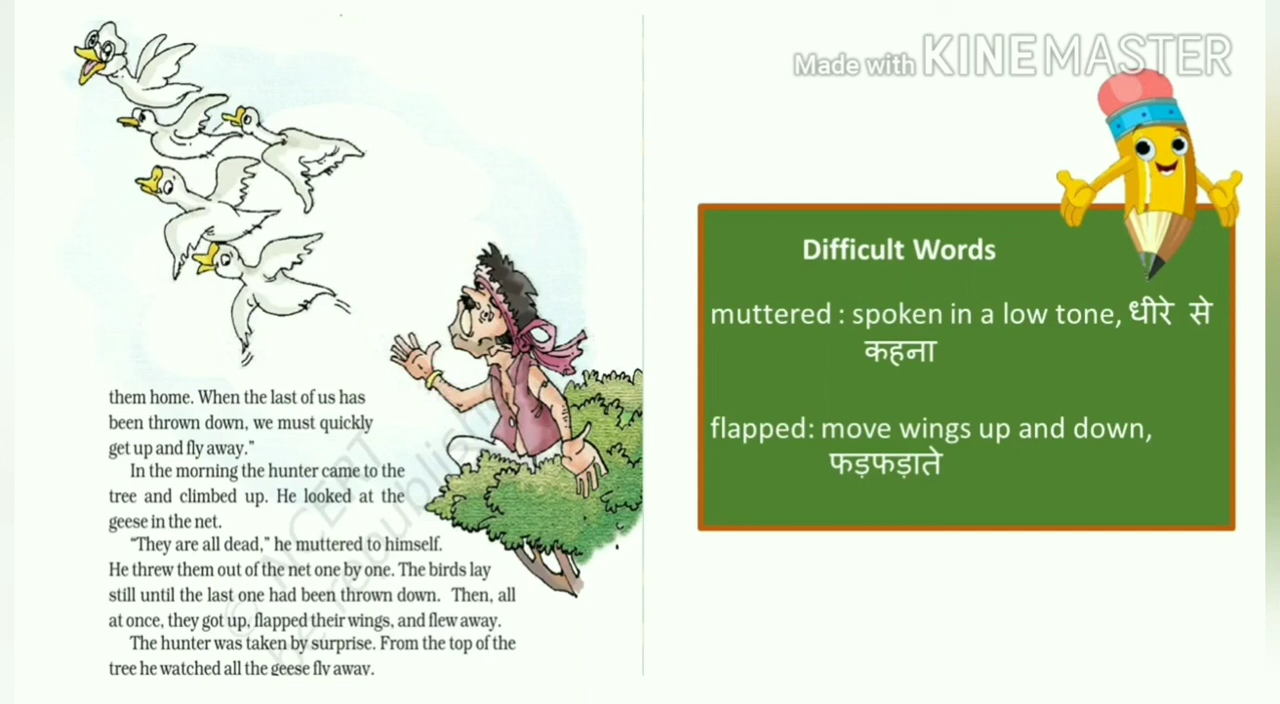 them home. When the last of us has
been thrown down, we must quickly
get up and fly away."
In the morning the hunter came to the
tree and climbed up. He looked at the
geese in the net.
"They are all dead," he muttered to himself.
He threw them out of the net one by one. The birds lay
still until the last one had been thrown down. Then, all
at once, they got up, flapped their wings, and flew away.
The hunter was taken by surprise. From the top of the
tree he watched all the geese fly away.
© NCERT
republish
Made with KINEMASTER
Difficult Words
muttered : spoken in a low tone, धीरे से
कहना
flapped: move wings up and down,
फड़फड़ाते